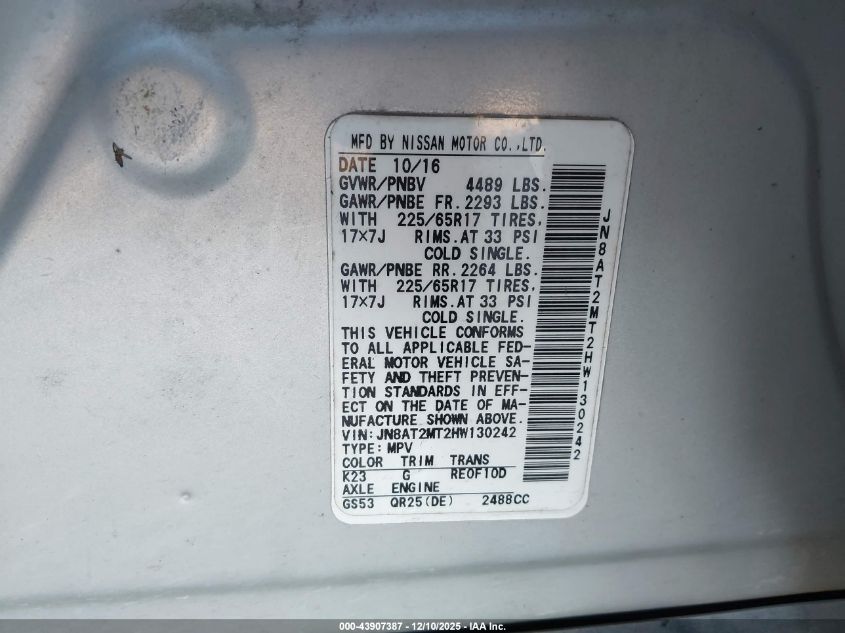 MFD BY NISSAN MOTOR CO.,LTD.
DATE 10/16
GVWR/PNBV 4489 LBS.
GAWR/PNBE FR. 2293 LBS.
WITH 225/65R17 TIRES,
17×7J RIMS.AT 33 PSI
COLD SINGLE.
GAWR/PNBE RR. 2264 LBS.
WITH 225/65R17 TIRES,
17×7J RIMS.AT 33 PSI
COLD SINGLE.
THIS VEHICLE CONFORMS
TO ALL APPLICABLE FED-
ERAL MOTOR VEHICLE SA-
FETY AND THEFT PREVEN-
TION STANDARDS IN EFF-
ECT ON THE DATE OF MA-
NUFACTURE SHOWN ABOVE.
VIN:JN8AT2MT2HW130242
TYPE:MPV
COLOR TRIM TRANS
K23 G RE0F10D
AXLE ENGINE
GS53 QR25(DE) 2488CC
JN8AT2MT2HW130242
000-43907387 • 12/10/2025 - IAA Inc.